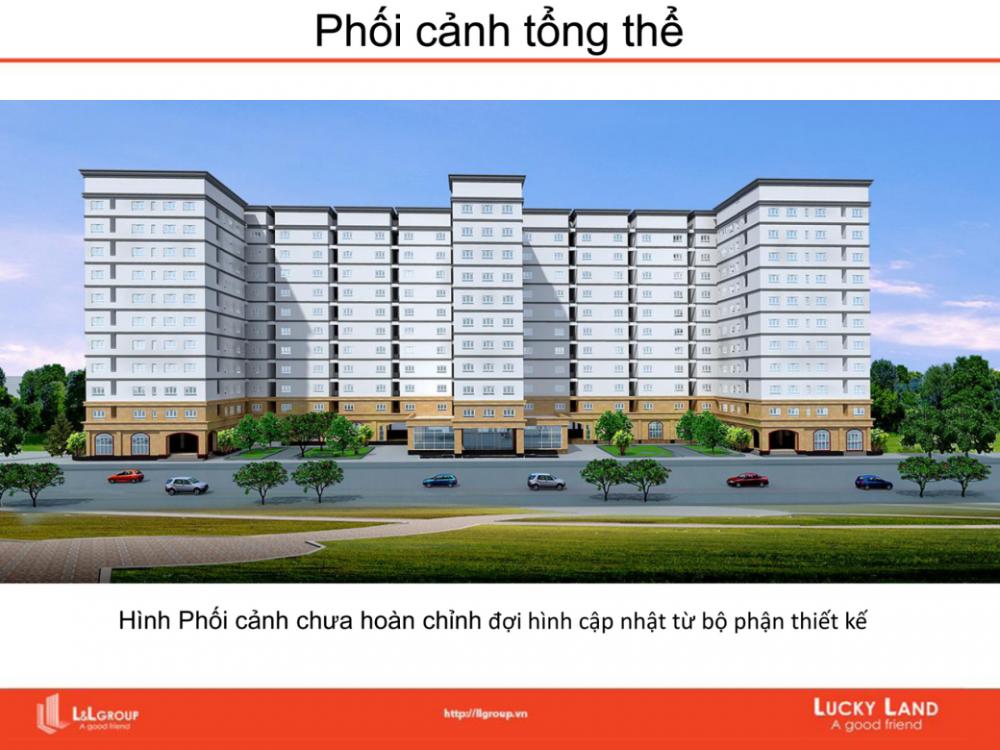 Phối cảnh tổng thể
Hình Phối cảnh chưa hoàn chỉnh đợi hình cập nhật từ bộ phận thiết kế
L&LGROUP
A good friend
http://llgroup.vn
LUCKY LAND
A good friend